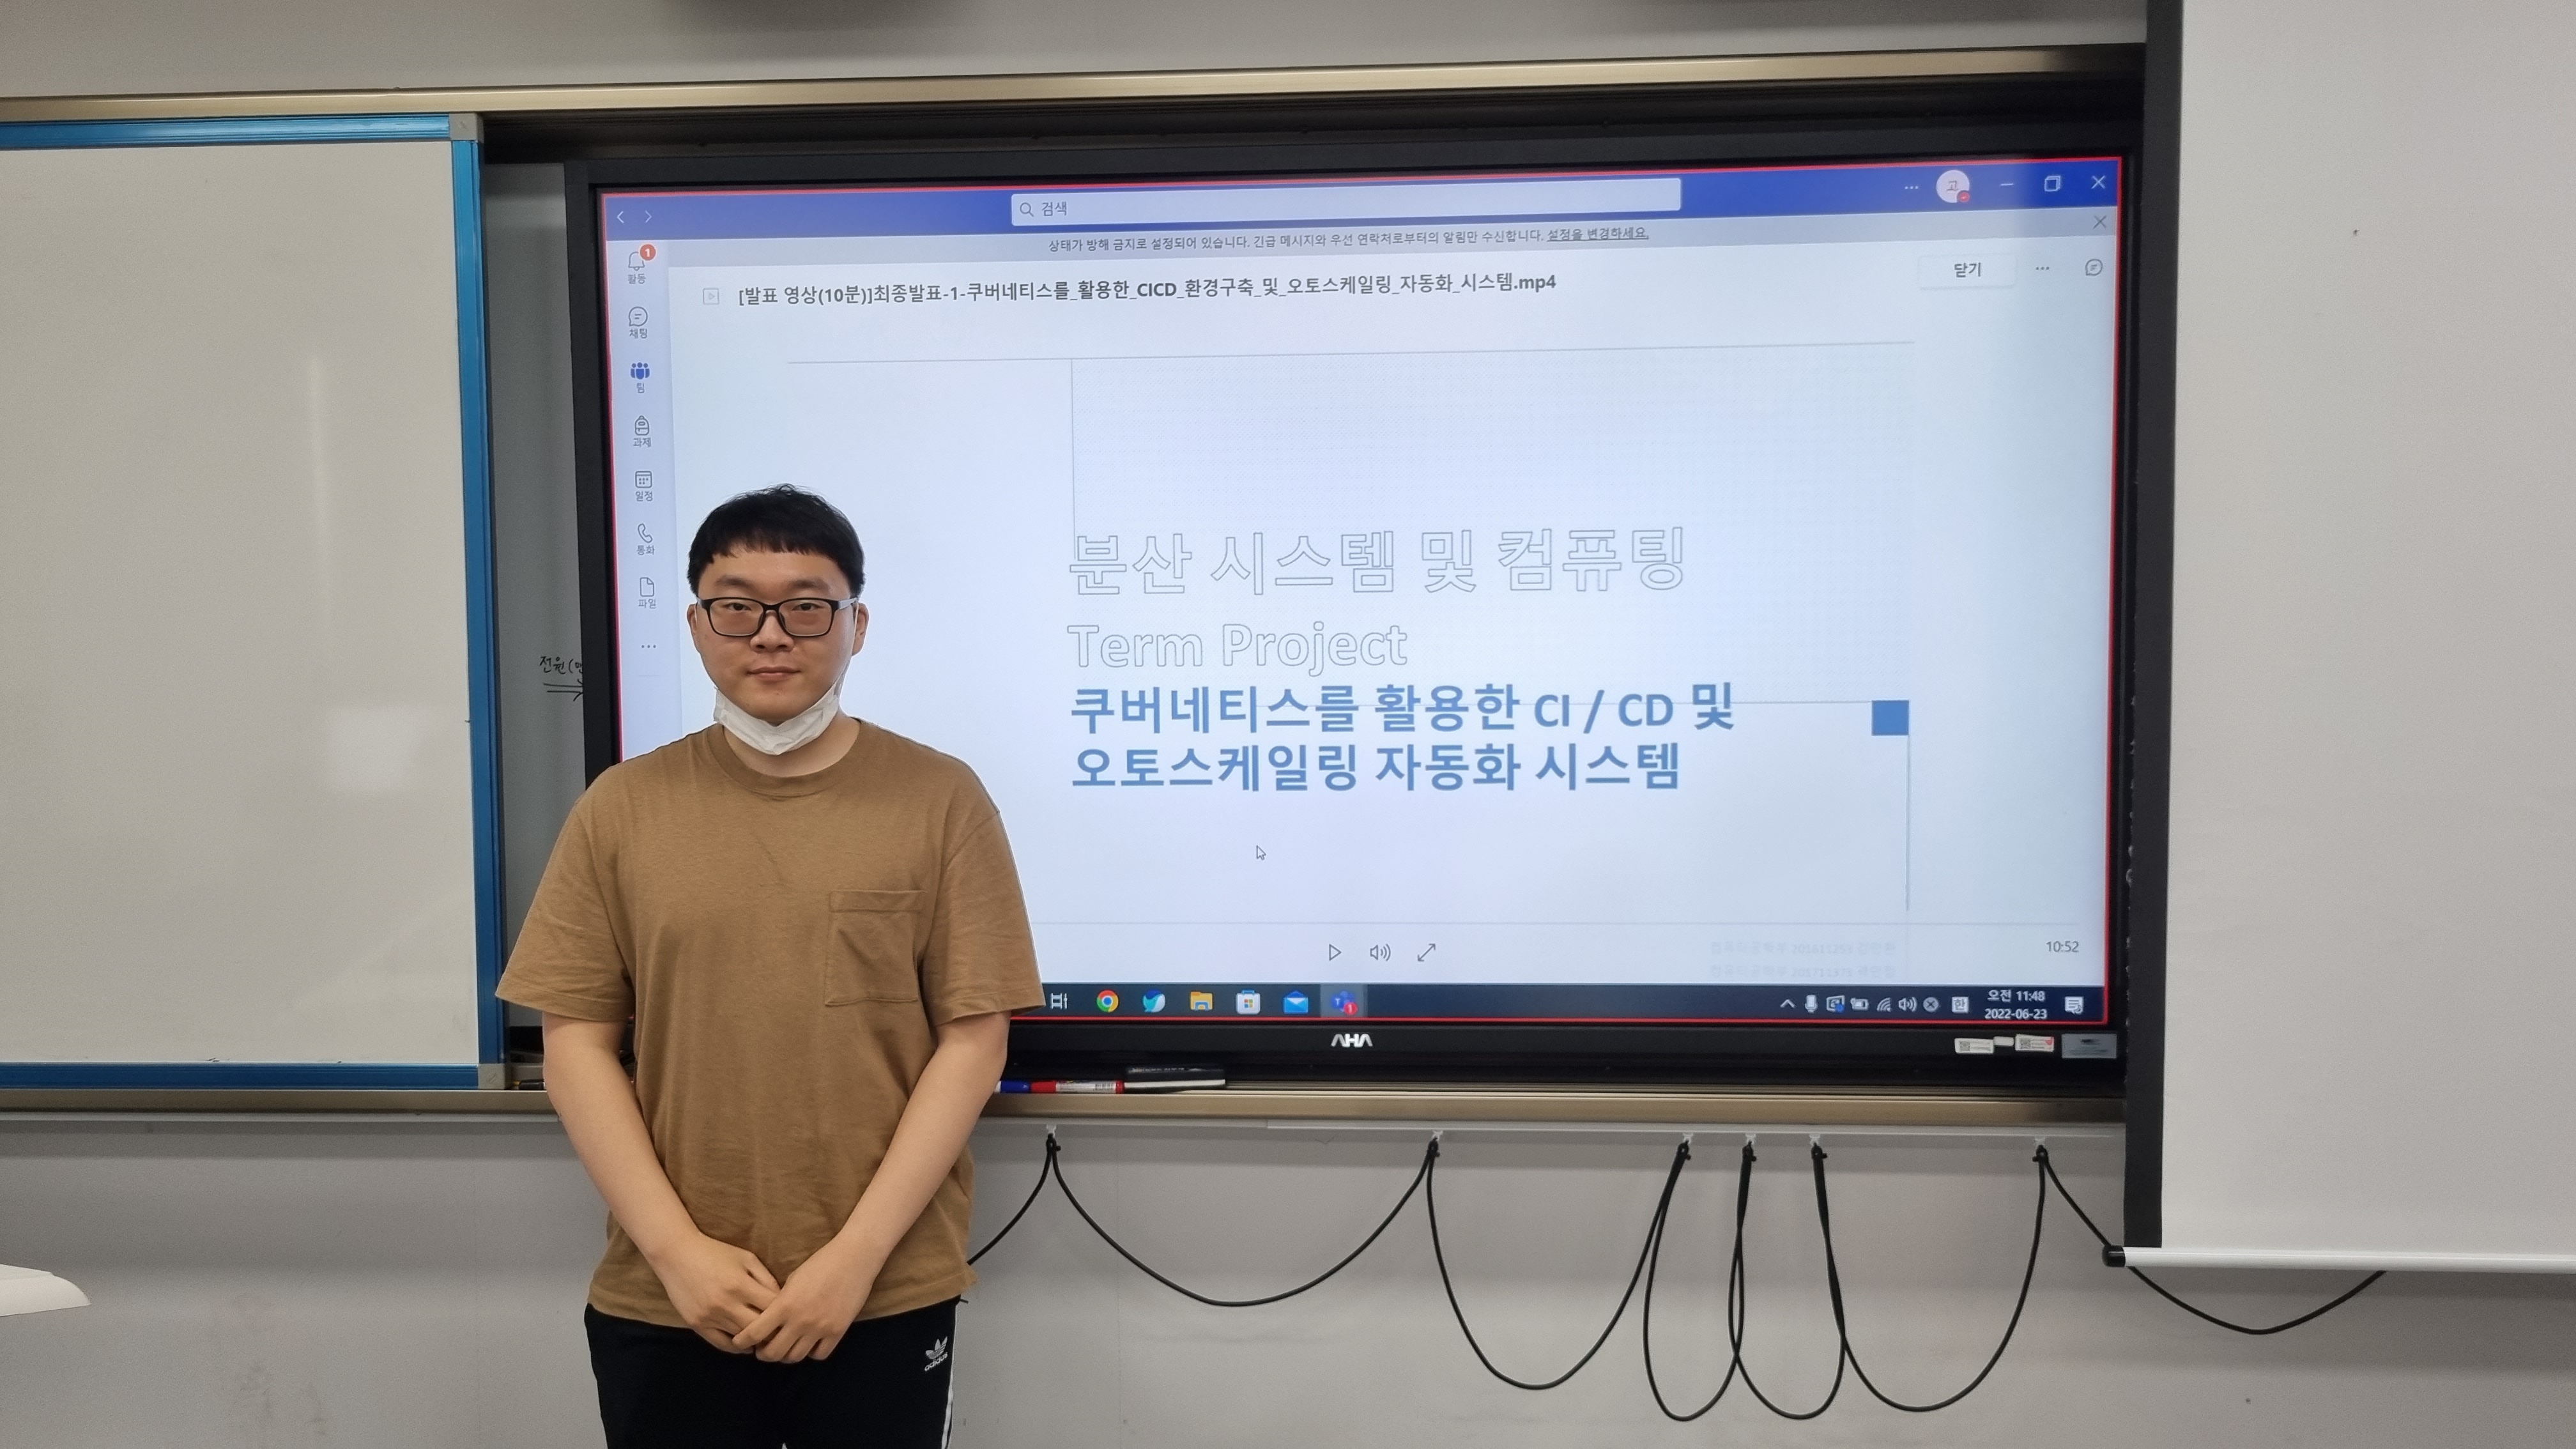 검색
상태가 방해 금지로 설정되어 있습니다. 긴급 메시지와 우선 연락처로부터의 알림만 수신합니다. 설정을 변경하세요.
1
활동
채팅
팀
과제
일정
통화
파일
고
[발표 영상(10분)]최종발표-1-쿠버네티스를_활용한_CICD_환경구축_및_오토스케일링_자동화_시스템.mp4
닫기
분산 시스템 및 컴퓨팅
Term Project
쿠버네티스를 활용한 CI / CD 및
오토스케일링 자동화 시스템
전원
10:52
한
오전 11:48
2022-06-23
AHA
adidas